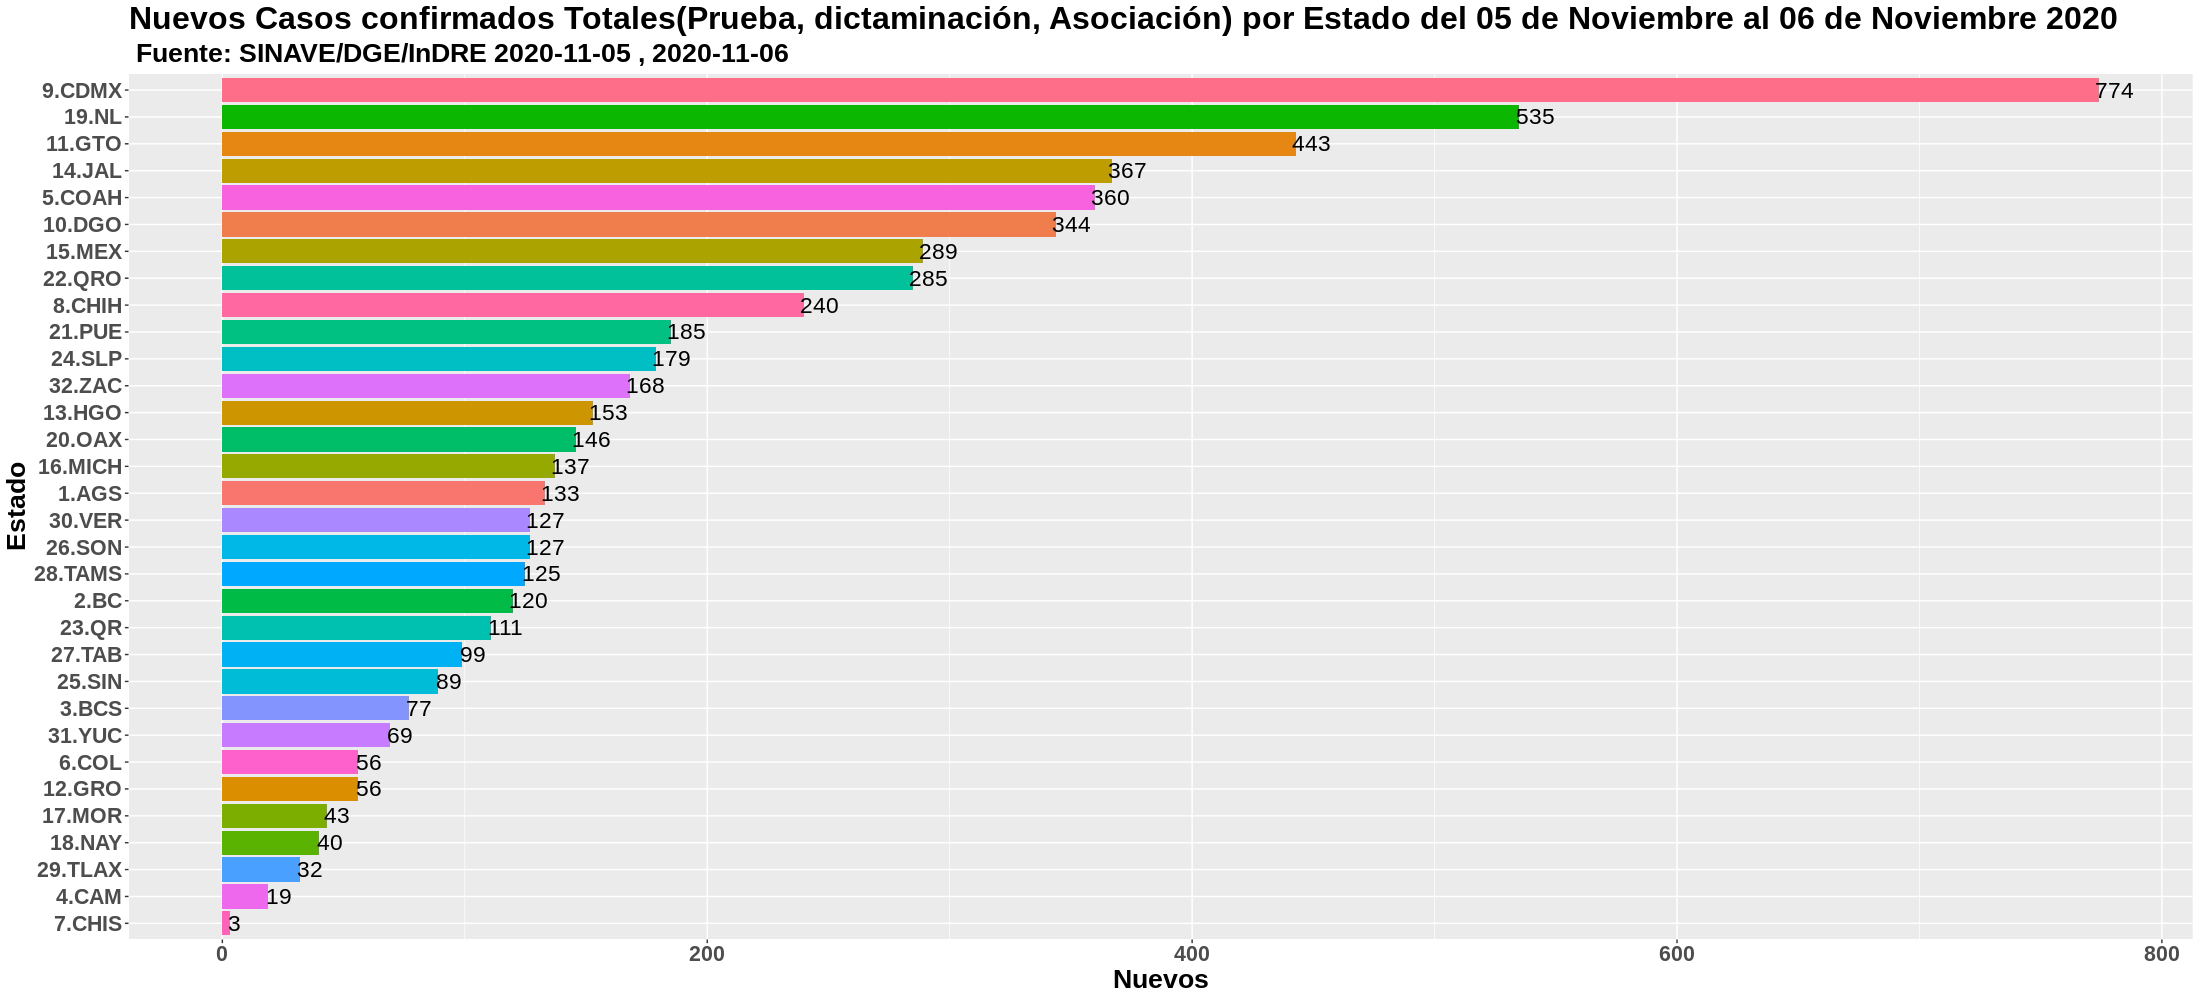 Nuevos Casos confirmados Totales(Prueba, dictaminación, Asociación) por Estado del 05 de Noviembre al 06 de Noviembre 2020
Fuente: SINAVE/DGE/InDRE 2020-11-05 , 2020-11-06
9.CDMX 774
19.NL 535
11.GTO 443
14.JAL 367
5.COAH 360
10.DGO 344
15.MEX 289
22.QRO 285
8.CHIH 240
21.PUE 185
24.SLP 179
32.ZAC 168
13.HGO 153
20.OAX 146
16.MICH 137
1.AGS 133
30.VER 127
26.SON 127
28.TAMS 125
2.BC 120
23.QR 111
27.TAB 99
25.SIN 89
3.BCS 77
31.YUC 69
6.COL 56
12.GRO 56
17.MOR 43
18.NAY 40
29.TLAX 32
4.CAM 19
7.CHIS 3
Estado
0 200 400 600 800
Nuevos